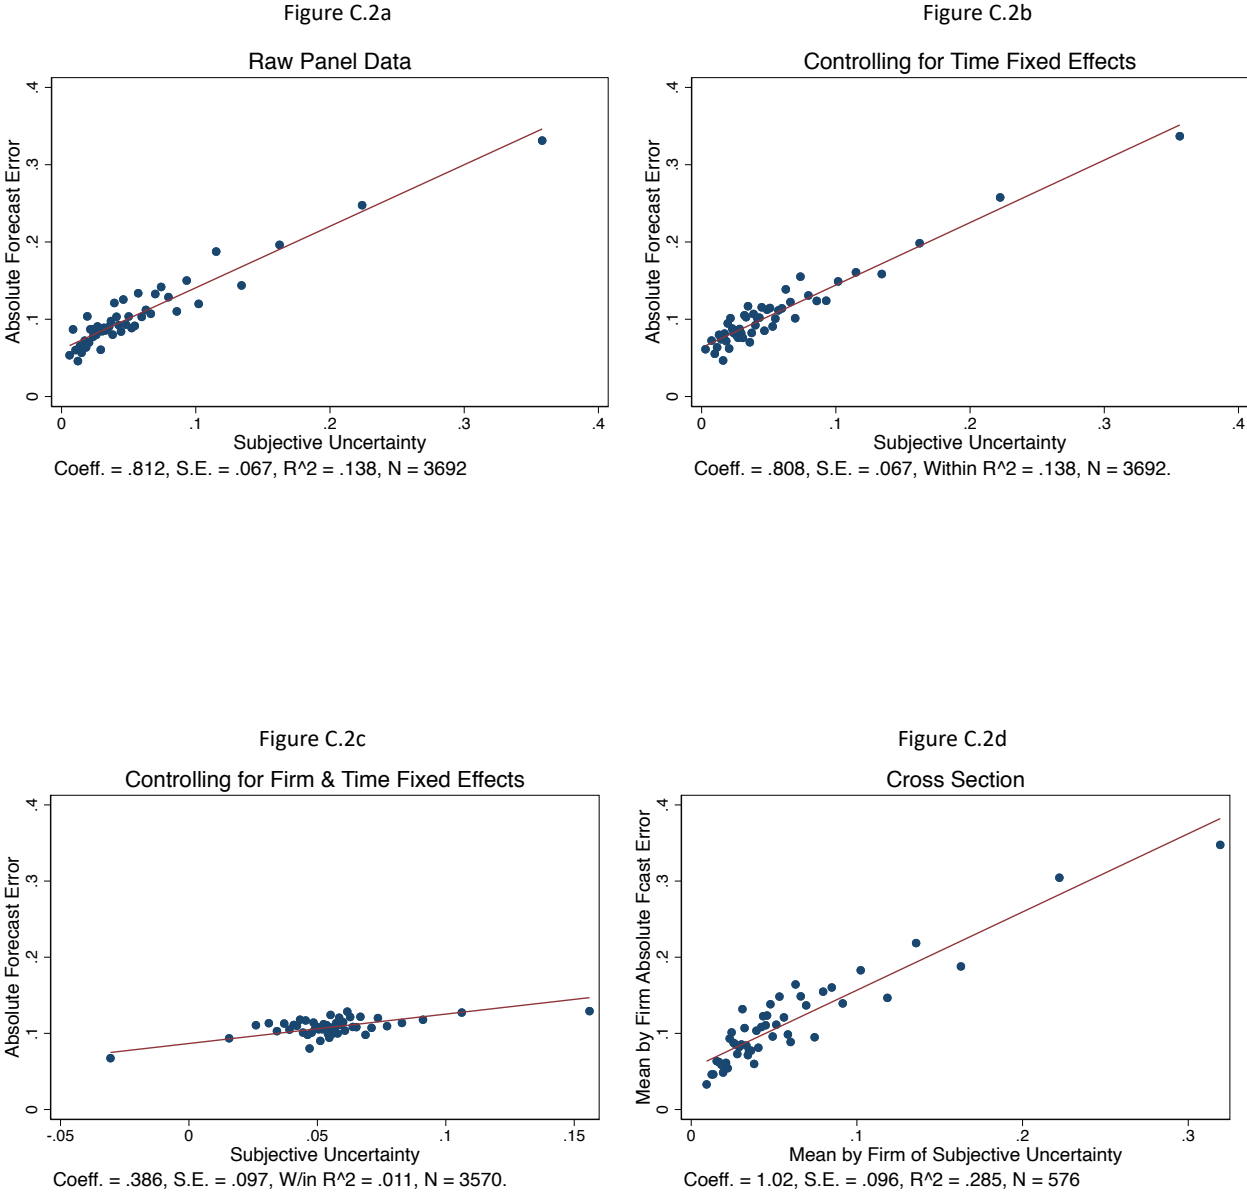 Figure C.2a
Raw Panel Data
Absolute Forecast Error
.4
.3
.2
.1
0
0 .1 .2 .3 .4
Subjective Uncertainty
Coeff. = .812, S.E. = .067, R^2 = .138, N = 3692
Figure C.2b
Controlling for Time Fixed Effects
Absolute Forecast Error
.4
.3
.2
.1
0
0 .1 .2 .3 .4
Subjective Uncertainty
Coeff. = .808, S.E. = .067, Within R^2 = .138, N = 3692.
Figure C.2c
Controlling for Firm & Time Fixed Effects
Absolute Forecast Error
.4
.3
.2
.1
0
-.05 0 .05 .1 .15
Subjective Uncertainty
Coeff. = .386, S.E. = .097, W/in R^2 = .011, N = 3570.
Figure C.2d
Cross Section
Mean by Firm Absolute Fcast Error
.4
.3
.2
.1
0
0 .1 .2 .3
Mean by Firm of Subjective Uncertainty
Coeff = 1.02, S.E. = .096, R^2 = .285, N = 576